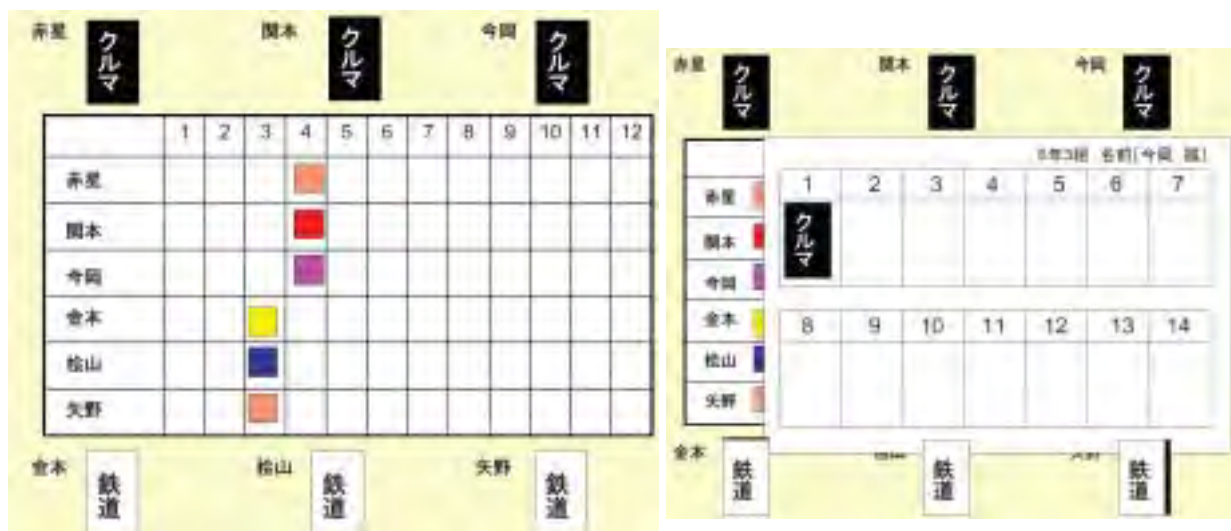 赤星 クルマ 関本 クルマ 今岡 クルマ
1 2 3 4 5 6 7 8 9 10 11 12
赤星
関本
今岡
金本
桧山
矢野
金本 鉄道 桧山 鉄道 矢野 鉄道
赤星 クルマ 関本 クルマ 今岡 クルマ
名前[今岡
1 2 3 4 5 6 7
クルマ
赤星
関本
今岡
金本
桧山
矢野
8 9 10 11 12 13 14
金本 鉄道 鉄道 鉄道